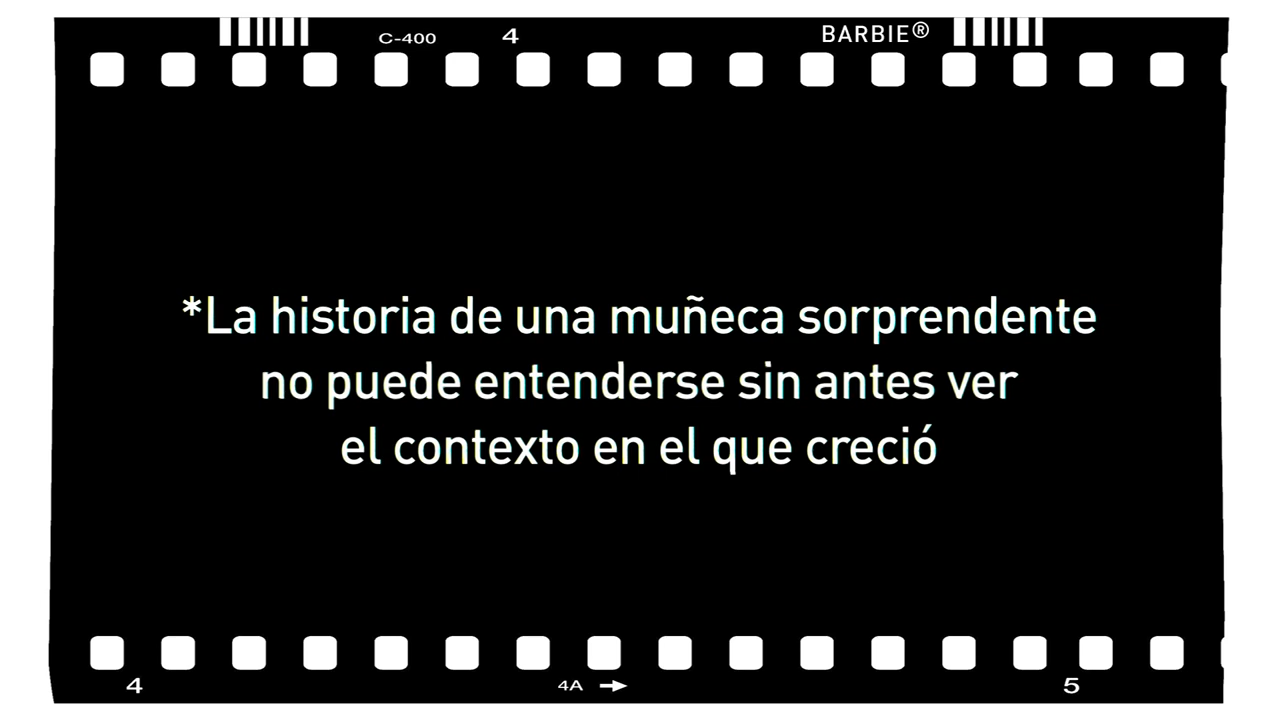 C-400 4 BARBIE®
*La historia de una muñeca sorprendente
no puede entenderse sin antes ver
el contexto en el que creció
4 4A → 5